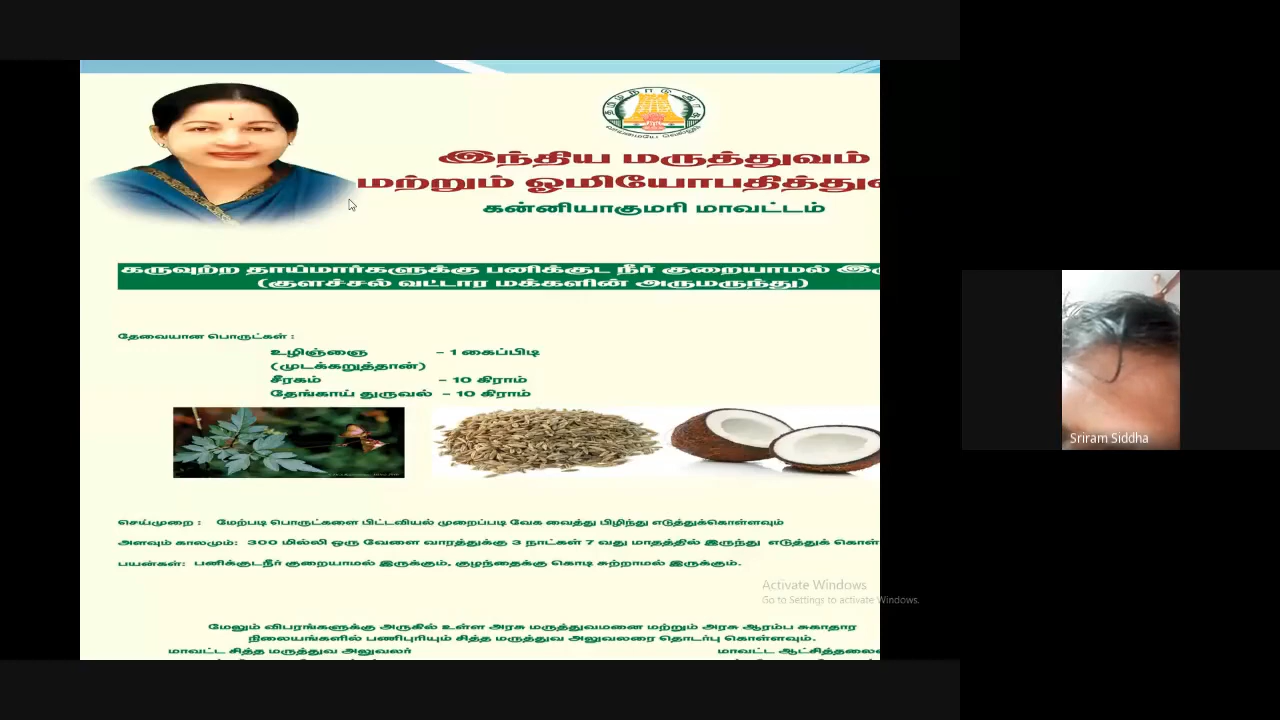 இந்திய மருத்துவம்
மற்றும் ஓமியோபதித்து
கன்னியாகுமரி மாவட்டம்
கருவுற்ற தாய்மார்களுக்கு பனிக்குட நீர் குறையாமல்
(குளச்சல் வட்டார மக்களின் அருமருந்து)
தேவையான பொருட்கள் :
உழிஞ்ஞை – 1 கைப்பிடி
(முடக்கறுத்தான்)
சீரகம் – 10 கிராம்
தேங்காய் துருவல் – 10 கிராம்
செய்முறை : மேற்படி பொருட்களை பிட்டவியல் முறைப்படி வேக வைத்து பிழிந்து எடுத்துக்கொள்ளவும்
அளவும் காலமும்: 300 மில்லி ஒரு வேளை வாரத்துக்கு 3 நாட்கள் 7 வது மாதத்தில் இருந்து எடுத்துக்
பயன்கள்: பனிக்குடநீர் குறையாமல் இருக்கும், குழந்தைக்கு கொடி சுற்றாமல் இருக்கும்.
Activate Windows
Go to Settings to activate Windows.
மேலும் விபரங்களுக்கு அருகில் உள்ள அரசு மருத்துவமனை மற்றும் அரசு ஆரம்ப சுகாதார
நிலையங்களில் பணிபுரியும் சித்த மருத்துவ அலுவலரை தொடர்பு கொள்ளவும்.
மாவட்ட சித்த மருத்துவ அலுவலர் மாவட்ட
Sriram Siddha